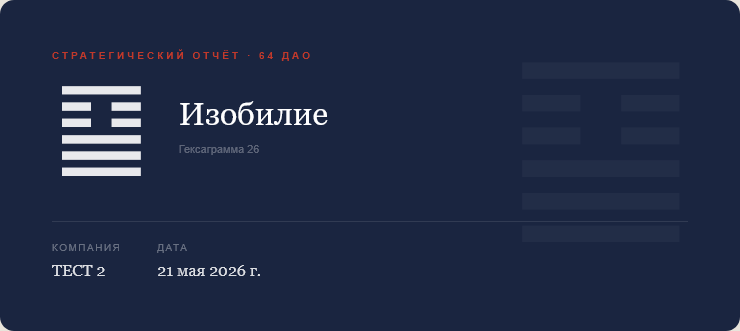 СТРАТЕГИЧЕСКИЙ ОТЧЁТ · 64 ДАО
Изобилие
Гексаграмма 26
КОМПАНИЯ ДАТА
ТЕСТ 2 21 мая 2026 г.